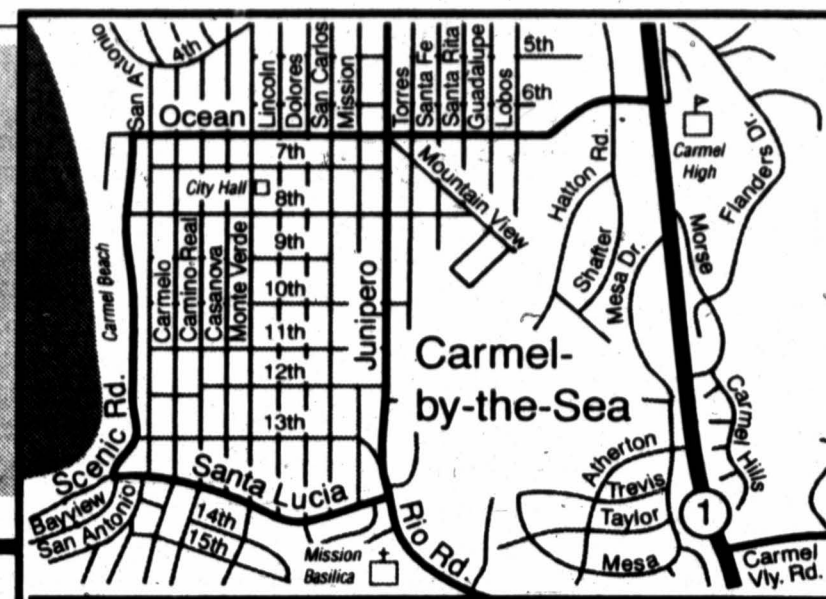 San Antonio
4th
Lincoln
Dolores
San Carlos
Mission
Torres
Santa Fe
Santa Rita
Guadalupe
Lobos
5th
6th
Ocean
7th
City Hall
8th
Mountain View
Hatton Rd.
Carmel
High
Flanders Dr.
Carmel Beach
Carmelo
Camino-Real
Casanova
Monte Verde
9th
10th
11th
12th
13th
Junipero
Shafter
Mesa Dr.
Morse
Carmel-
by-the-Sea
Scenic Rd.
Santa Lucia
Atherton
Trevis
Taylor
Mesa
Carmel Hills
1
Bayview
San Antonio
14th
15th
Mission
Basilica
Rio Rd.
Carmel
Vly. Rd.